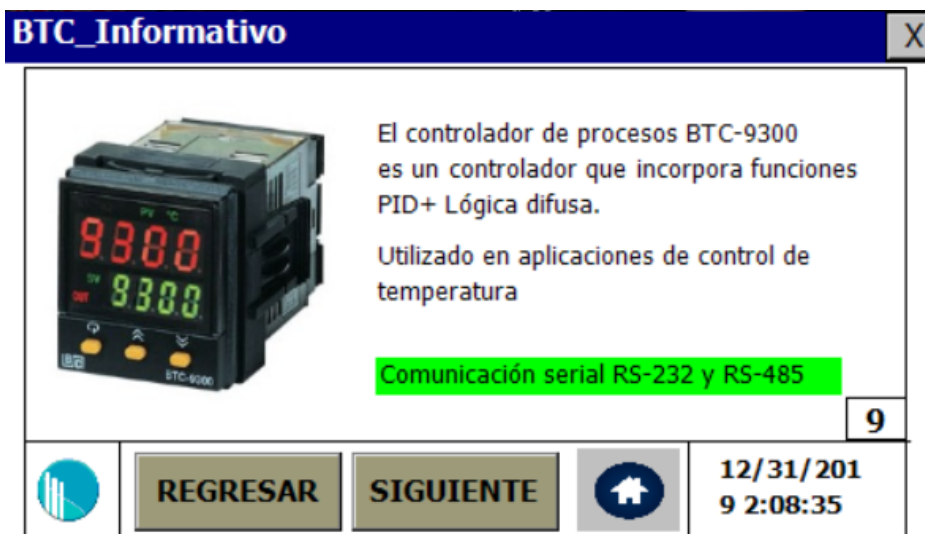 BTC_Informativo
X
El controlador de procesos BTC-9300
es un controlador que incorpora funciones
PID+ Lógica difusa.
Utilizado en aplicaciones de control de
temperatura
PV °C
9300
SV
OUT
9300
BTC-9300
Comunicación serial RS-232 y RS-485
9
REGRESAR
SIGUIENTE
12/31/201
9 2:08:35